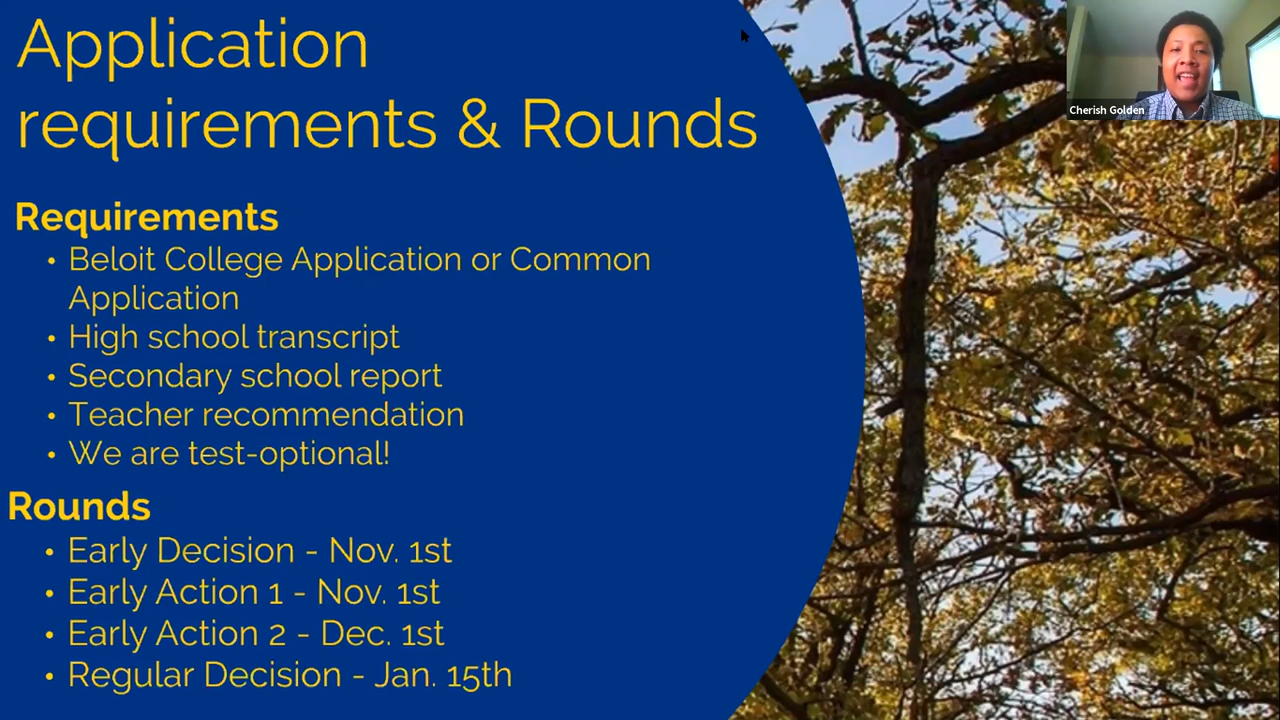 Application
requirements & Rounds
Cherish Golden
Requirements
• Beloit College Application or Common
Application
• High school transcript
• Secondary school report
• Teacher recommendation
• We are test-optional!
Rounds
• Early Decision - Nov. 1st
• Early Action 1 - Nov. 1st
• Early Action 2 - Dec. 1st
• Regular Decision - Jan. 15th